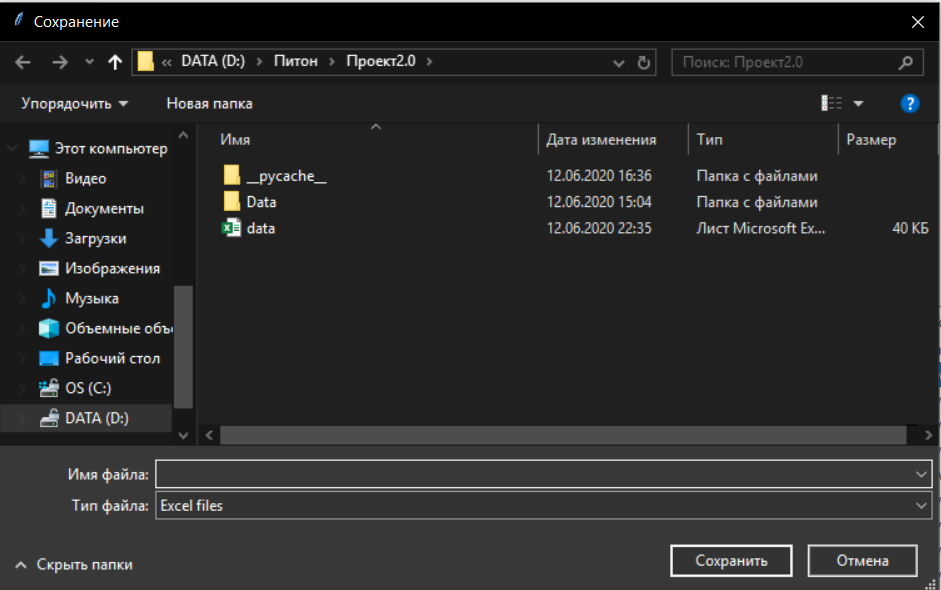 Сохранение
« DATA (D:) › Питон › Проект2.0 ›
Поиск: Проект2.0
Упорядочить
Новая папка
?
Имя
Дата изменения
Тип
Размер
__pycache__
12.06.2020 16:36
Папка с файлами
Data
12.06.2020 15:04
Папка с файлами
data
12.06.2020 22:35
Лист Microsoft Ex...
40 КБ
Этот компьютер
Видео
Документы
Загрузки
Изображения
Музыка
Объемные объ
Рабочий стол
OS (C:)
DATA (D:)
Имя файла:
Тип файла: Excel files
Скрыть папки
Сохранить
Отмена